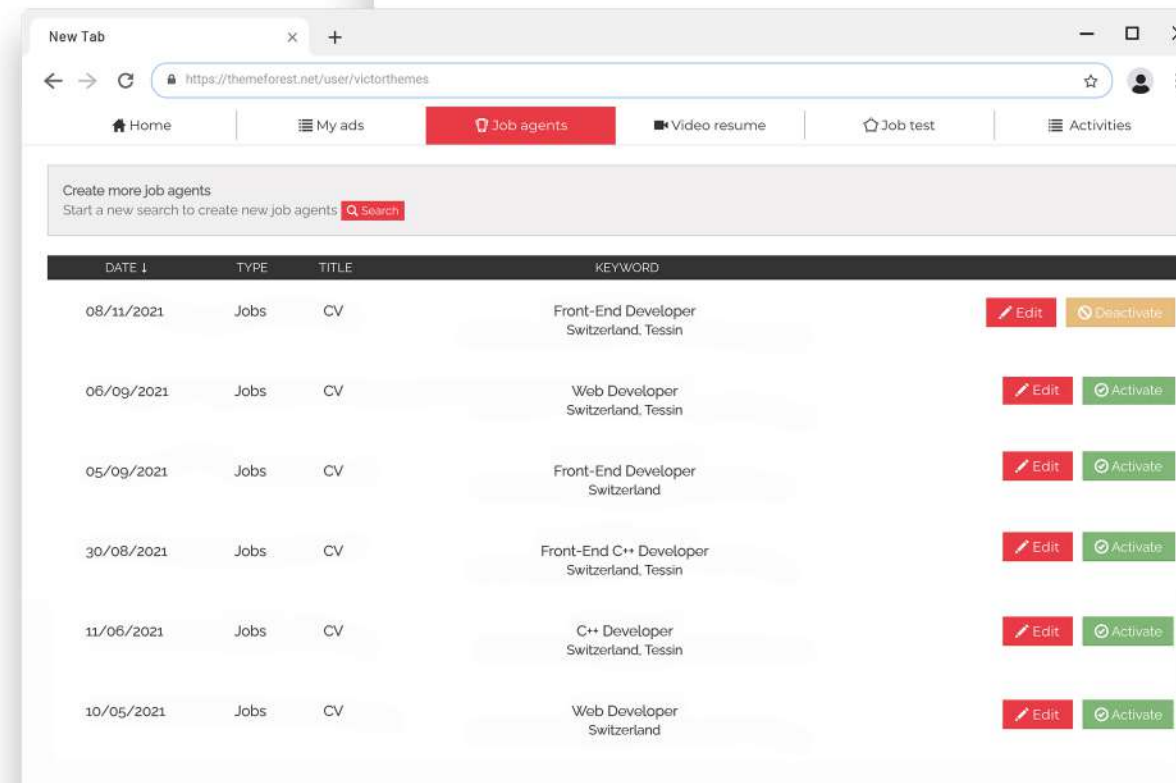 New Tab
https://themeforest.net/user/victorthemes
Home My ads Job agents Video resume Job test Activities
Create more job agents
Start a new search to create new job agents Search
DATE ↓ TYPE TITLE KEYWORD
08/11/2021 Jobs CV Front-End Developer Edit Deactivate
Switzerland, Tessin
06/09/2021 Jobs CV Web Developer Edit Activate
Switzerland, Tessin
05/09/2021 Jobs CV Front-End Developer Edit Activate
Switzerland
30/08/2021 Jobs CV Front-End C++ Developer Edit Activate
Switzerland, Tessin
11/06/2021 Jobs CV C++ Developer Edit Activate
Switzerland, Tessin
10/05/2021 Jobs CV Web Developer Edit Activate
Switzerland